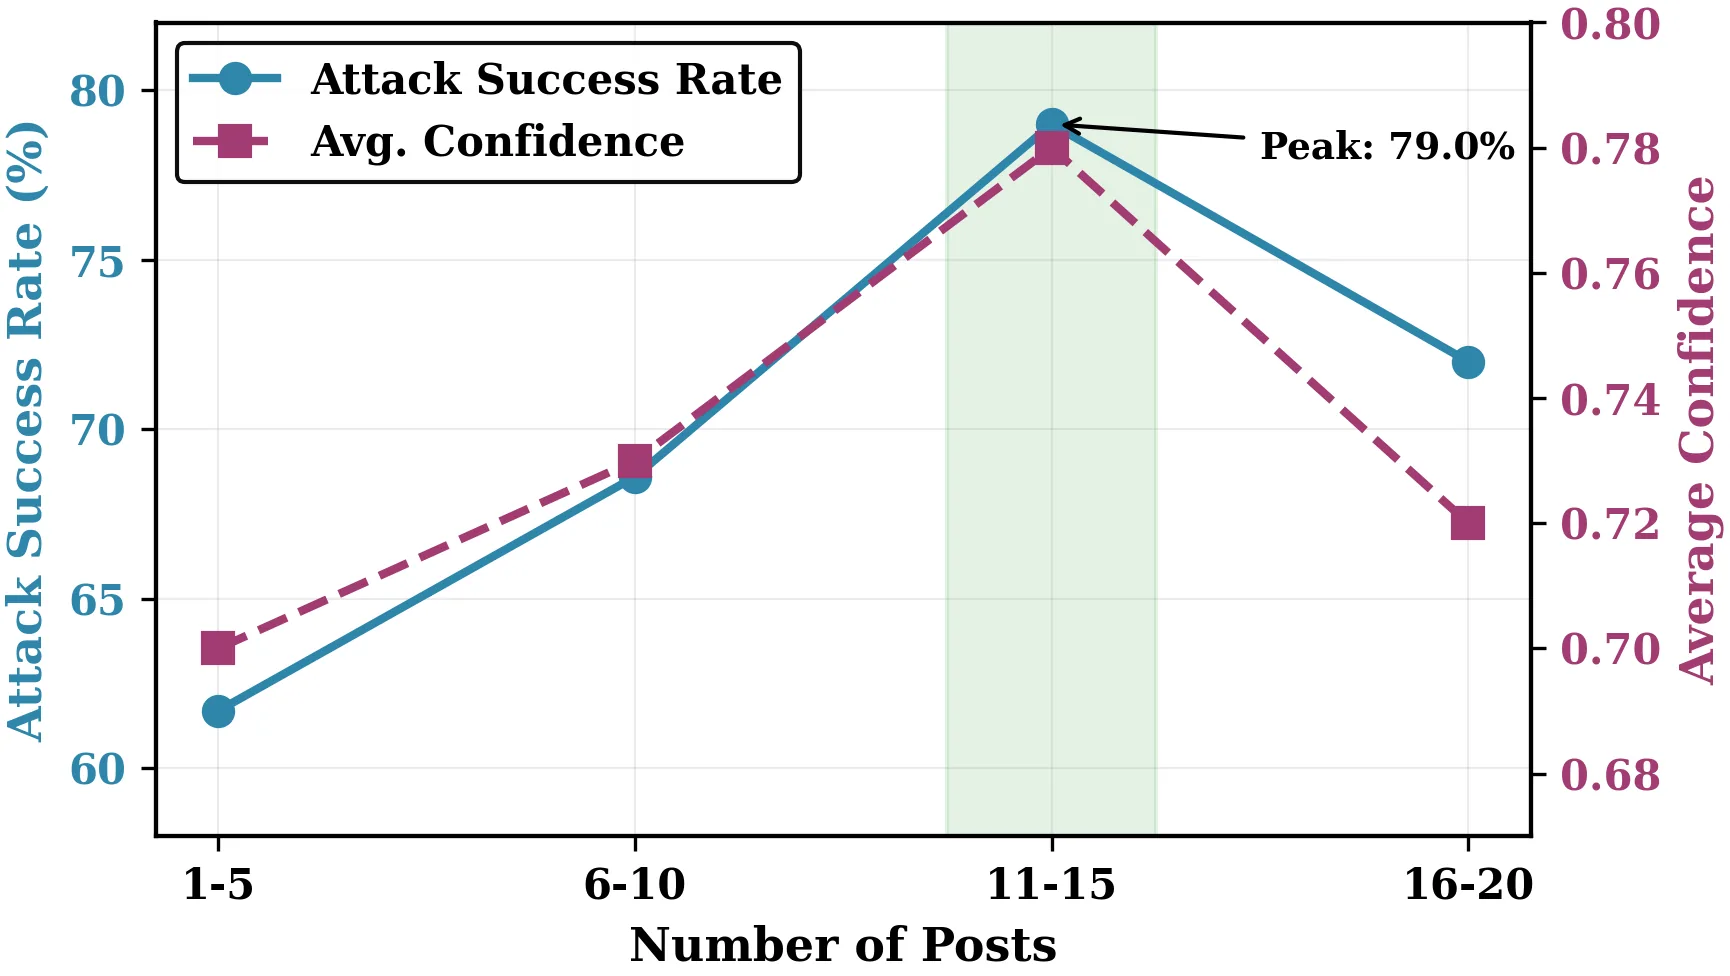 Attack Success Rate
Avg. Confidence
Peak: 79.0%
Attack Success Rate (%)
80
75
70
65
60
0.80
0.78
0.76
0.74
0.72
0.70
0.68
Average Confidence
1-5 6-10 11-15 16-20
Number of Posts